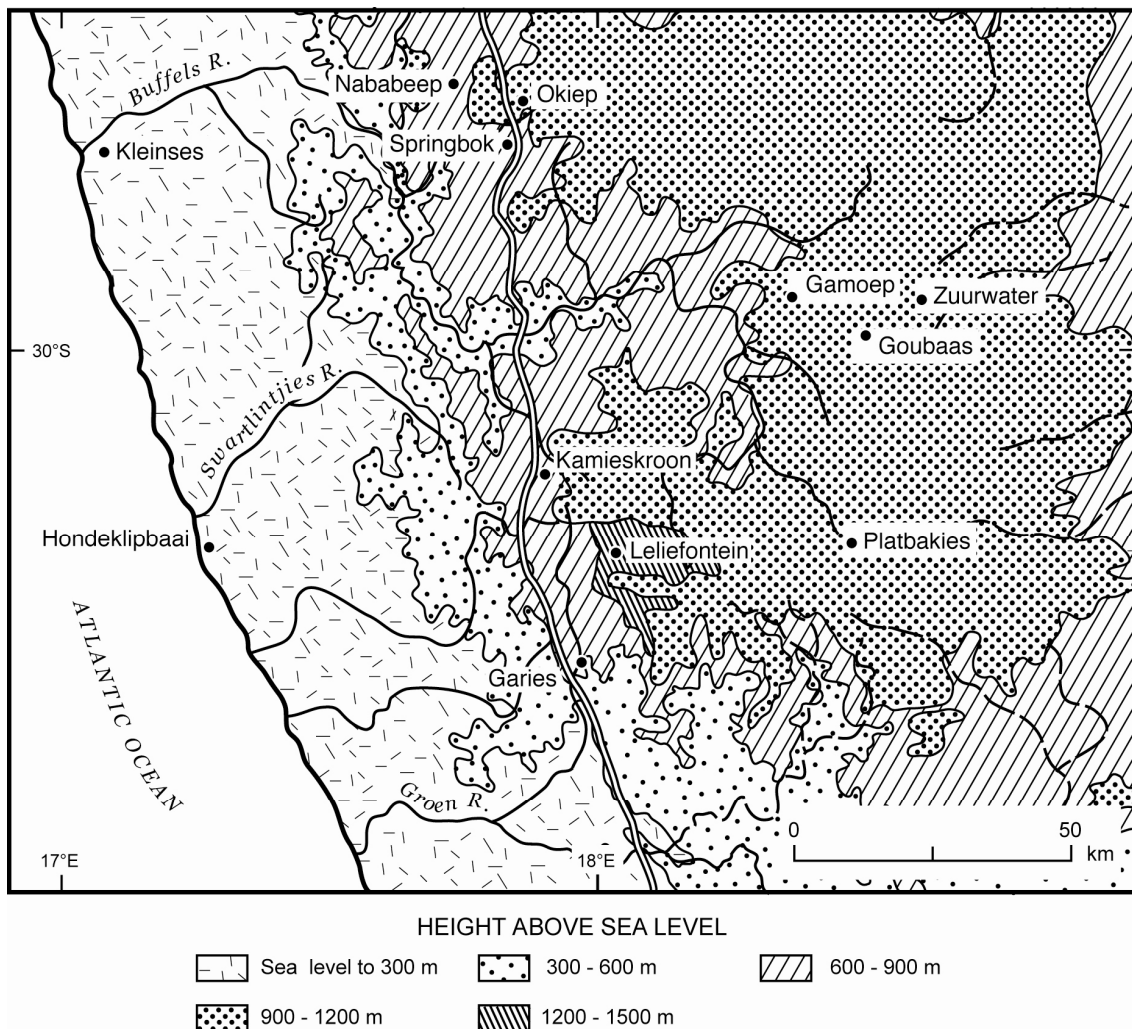 Buffels R.
Nababeep
Okiep
Springbok
Kleinses
Gamoep
Zuurwater
Goubaas
30°S
Swartlintjies R.
Kamieskroon
Hondeklipbaai
Leliefontein
Platbakies
ATLANTIC OCEAN
Garies
Groen R.
0 50
km
17°E
18°E
HEIGHT ABOVE SEA LEVEL
Sea level to 300 m
300 - 600 m
600 - 900 m
900 - 1200 m
1200 - 1500 m